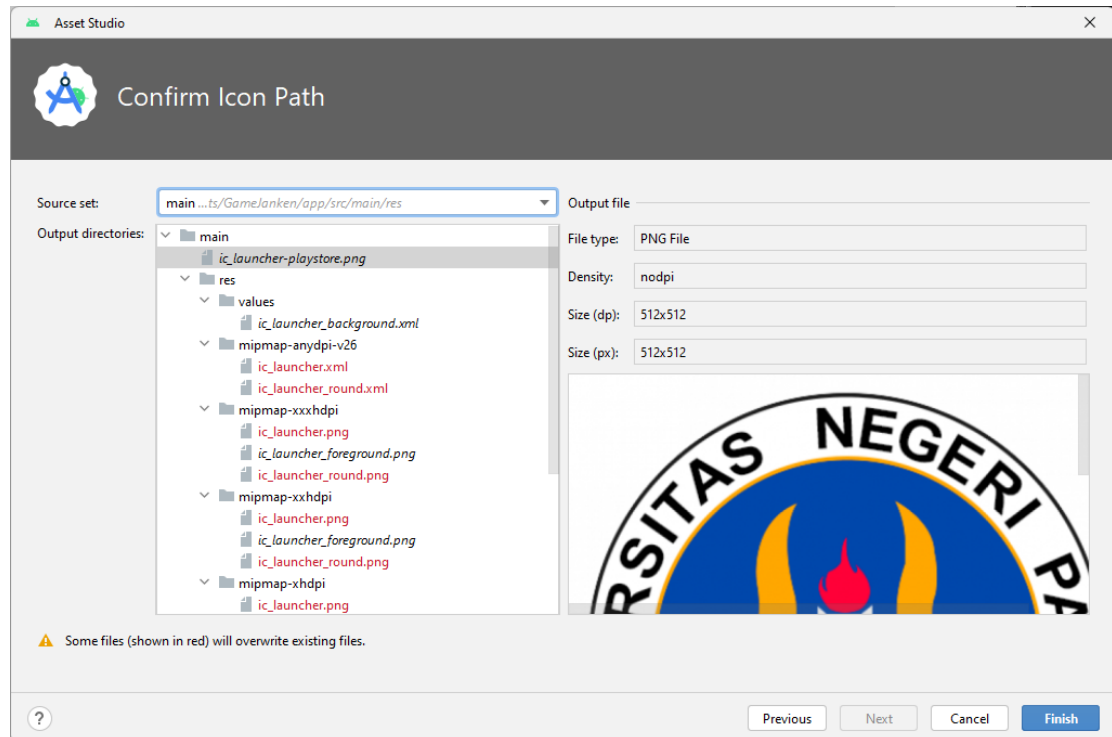 Asset Studio
Confirm Icon Path
Source set:
main ...ts/GameJanken/app/src/main/res
Output directories:
main
ic_launcher-playstore.png
res
values
ic_launcher_background.xml
mipmap-anydpi-v26
ic_launcher.xml
ic_launcher_round.xml
mipmap-xxxhdpi
ic_launcher.png
ic_launcher_foreground.png
ic_launcher_round.png
mipmap-xxhdpi
ic_launcher.png
ic_launcher_foreground.png
ic_launcher_round.png
mipmap-xhdpi
ic_launcher.png
Output file
File type: PNG File
Density: nodpi
Size (dp): 512x512
Size (px): 512x512
RSITAS NEGERI PA
Some files (shown in red) will overwrite existing files.
?
Previous
Next
Cancel
Finish